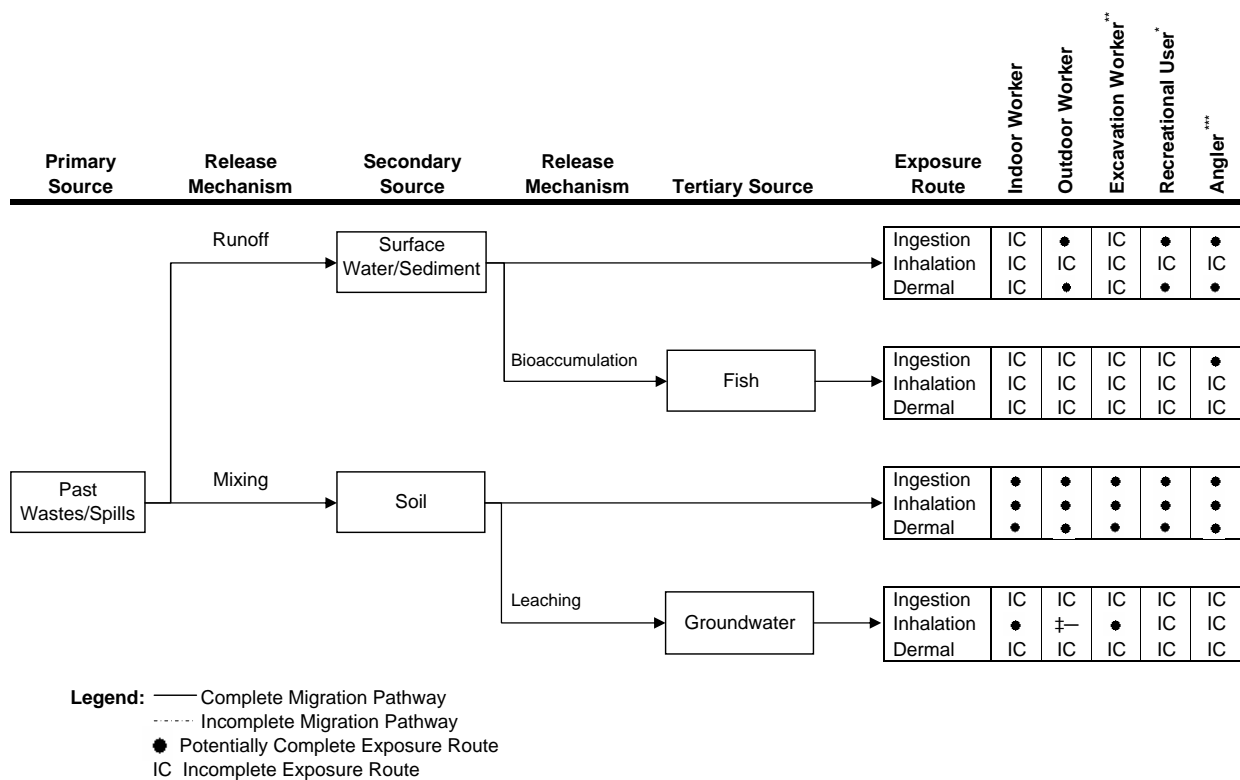 Indoor Worker
Outdoor Worker
Excavation Worker**
Recreational User*
Angler ***
Primary Source
Release Mechanism
Secondary Source
Release Mechanism
Tertiary Source
Exposure Route
Runoff
Surface
Water/Sediment
Ingestion IC ● IC ● ●
Inhalation IC IC IC IC IC
Dermal IC ● IC ● ●
Bioaccumulation
Fish
Ingestion IC IC IC IC ●
Inhalation IC IC IC IC IC
Dermal IC IC IC IC IC
Past
Wastes/Spills
Mixing
Soil
Ingestion ● ● ● ● ●
Inhalation ● ● ● ● ●
Dermal ● ● ● ● ●
Leaching
Groundwater
Ingestion IC IC IC IC IC
Inhalation ● ‡— ● IC IC
Dermal IC IC IC IC IC
Legend: Complete Migration Pathway
Incomplete Migration Pathway
● Potentially Complete Exposure Route
IC Incomplete Exposure Route